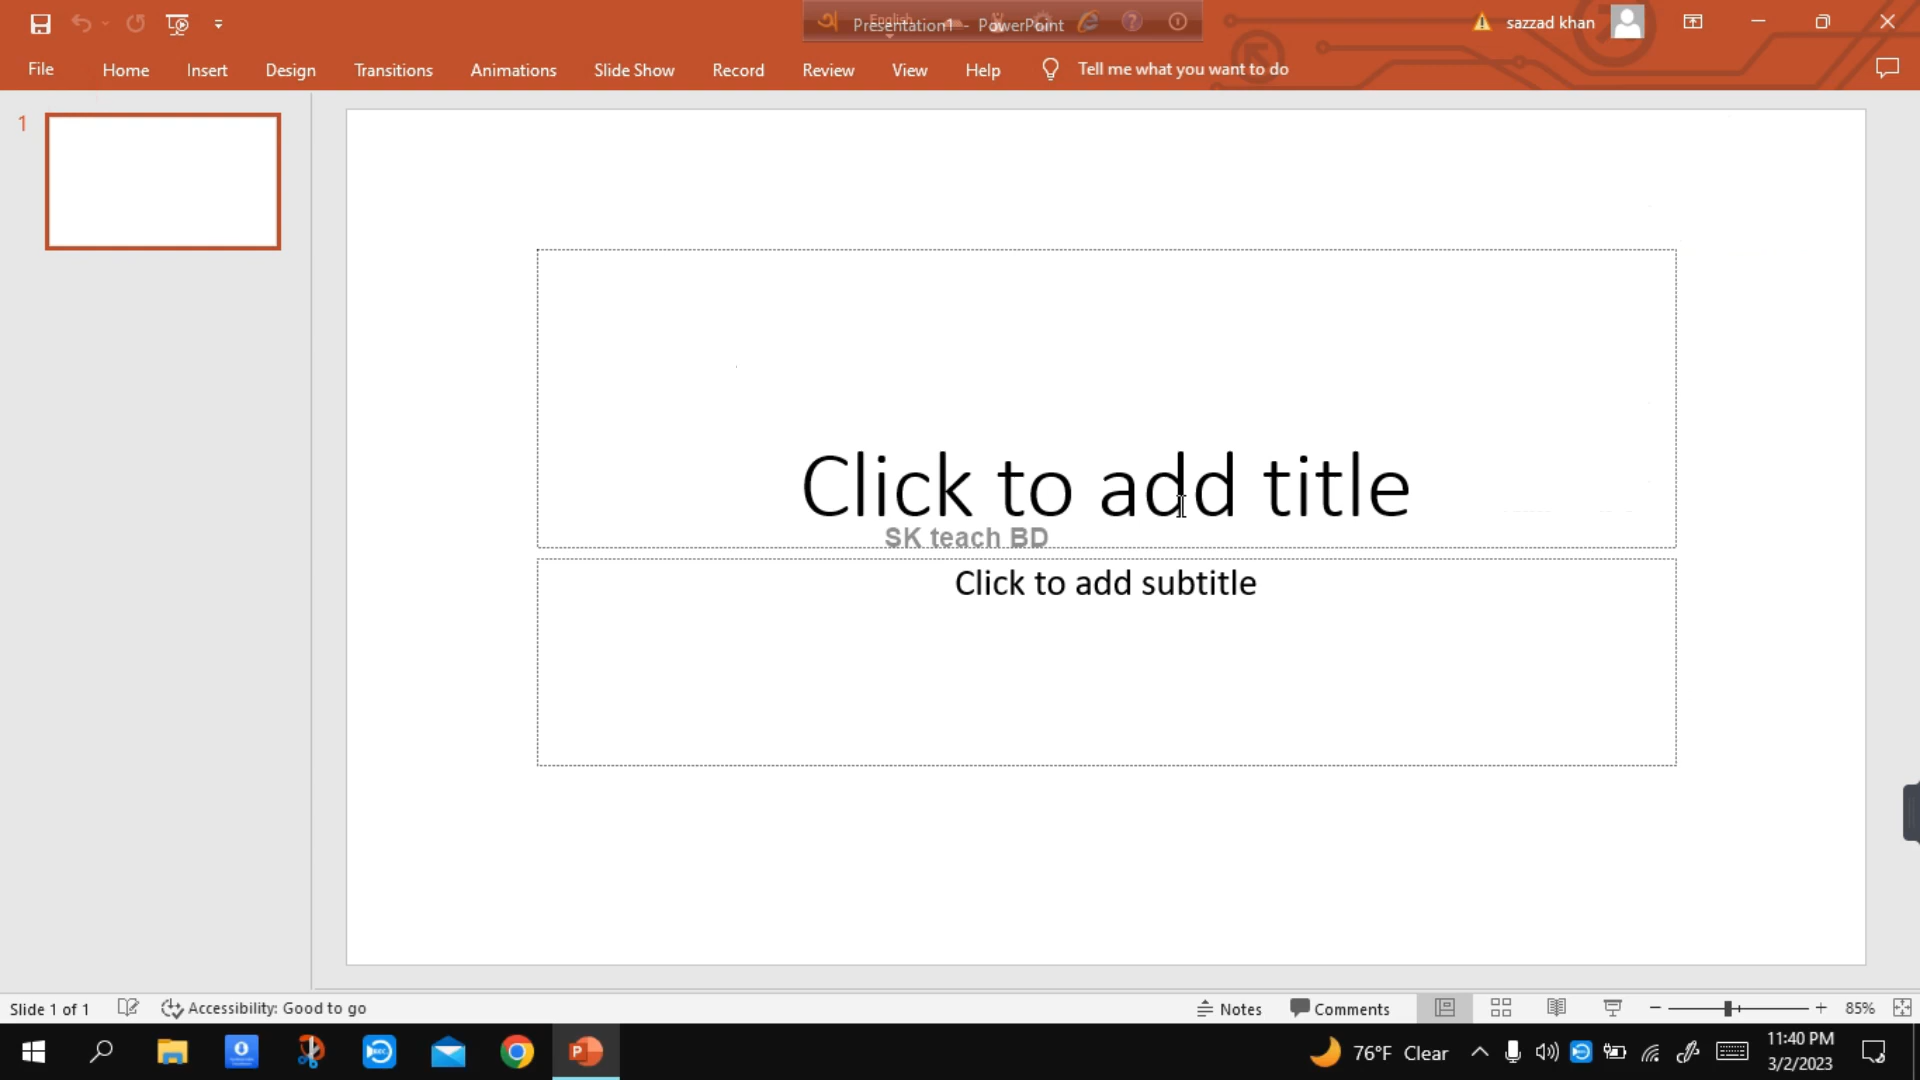 Presentation1 - PowerPoint
English
sazzad khan
File Home Insert Design Transitions Animations Slide Show Record Review View Help Tell me what you want to do
1
Click to add title
SK teach BD
Click to add subtitle
Slide 1 of 1 Accessibility: Good to go Notes Comments 85%
76°F Clear 11:40 PM
3/2/2023